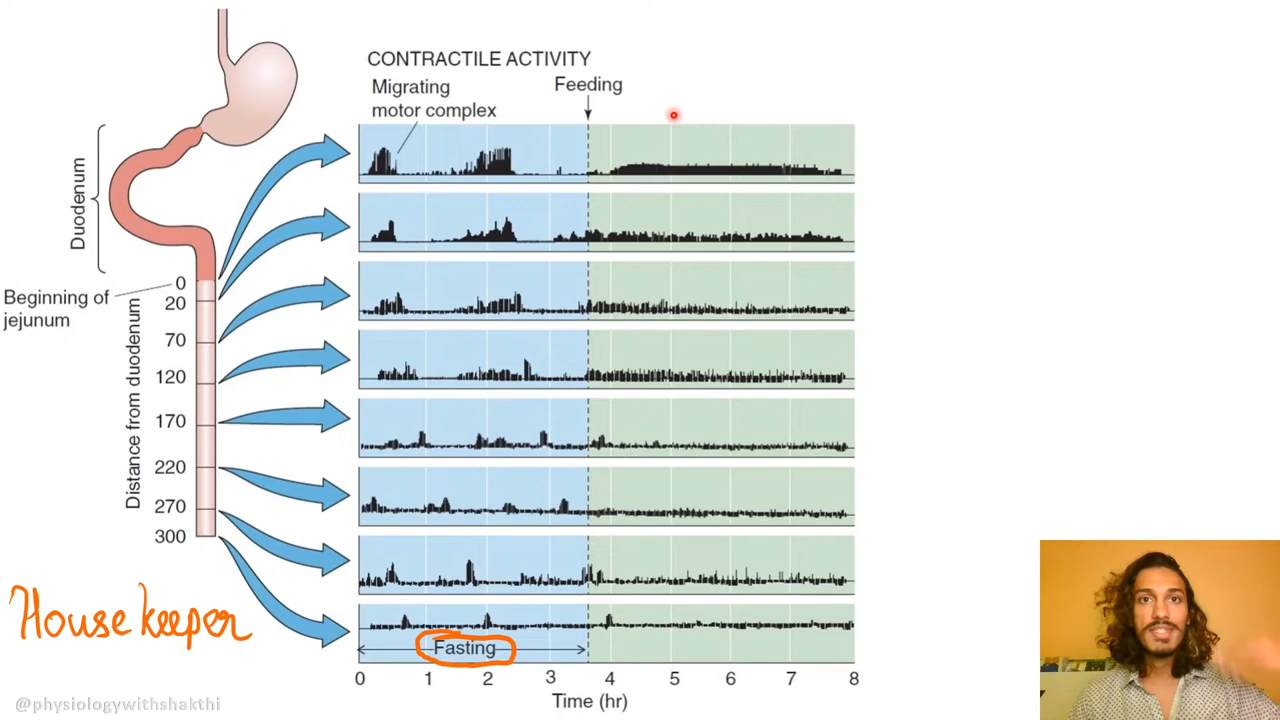 CONTRACTILE ACTIVITY
Migrating
motor complex
Feeding
Duodenum
Beginning of
jejunum
Distance from duodenum
0
20
70
120
170
220
270
300
House keeper
Fasting
0 1 2 3 4 5 6 7 8
Time (hr)
@physiologywithshakthi